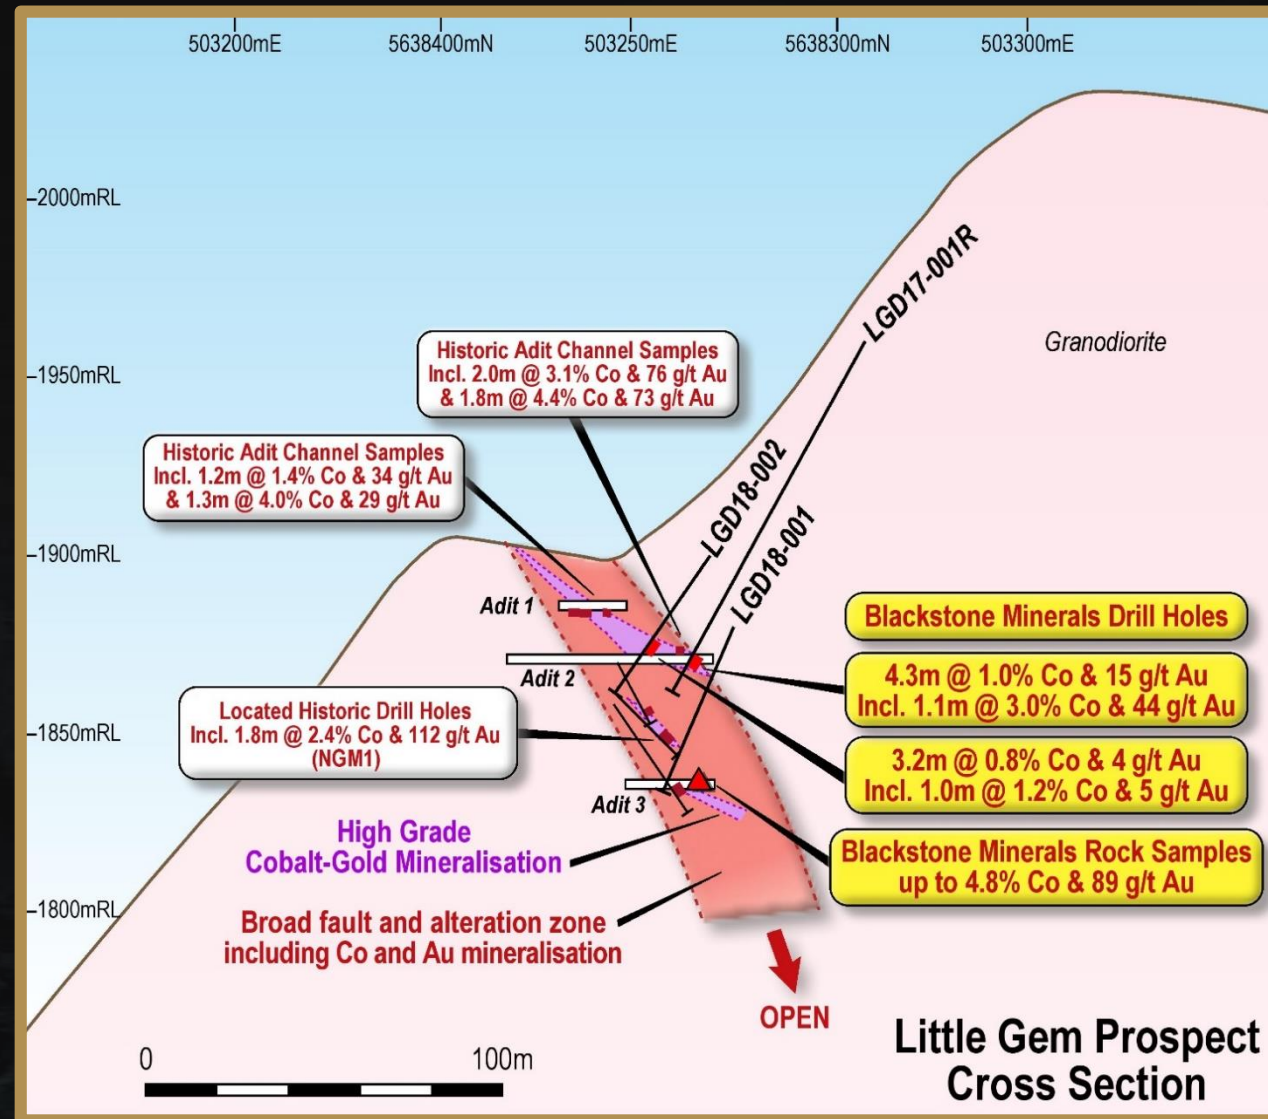 503200mE
5638400mN
503250mE
5638300mN
503300mE
2000mRL
1950mRL
1900mRL
1850mRL
1800mRL
LGD17-001R
Granodiorite
Historic Adit Channel Samples
Incl. 2.0m @ 3.1% Co & 76 g/t Au
& 1.8m @ 4.4% Co & 73 g/t Au
Historic Adit Channel Samples
Incl. 1.2m @ 1.4% Co & 34 g/t Au
& 1.3m @ 4.0% Co & 29 g/t Au
LGD18-002
LGD18-001
Adit 1
Adit 2
Adit 3
Blackstone Minerals Drill Holes
4.3m @ 1.0% Co & 15 g/t Au
Incl. 1.1m @ 3.0% Co & 44 g/t Au
3.2m @ 0.8% Co & 4 g/t Au
Incl. 1.0m @ 1.2% Co & 5 g/t Au
Located Historic Drill Holes
Incl. 1.8m @ 2.4% Co & 112 g/t Au
(NGM1)
Blackstone Minerals Rock Samples
up to 4.8% Co & 89 g/t Au
High Grade
Cobalt-Gold Mineralisation
Broad fault and alteration zone
including Co and Au mineralisation
OPEN
0
100m
Little Gem Prospect
Cross Section